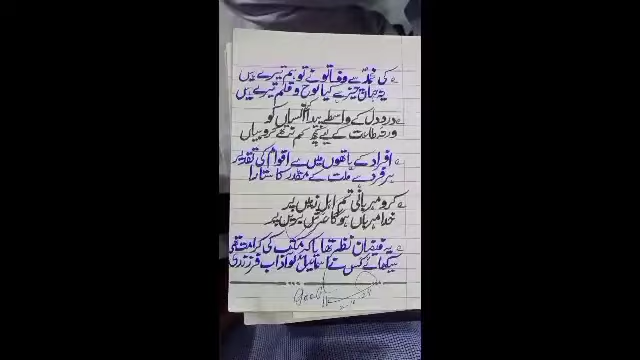 کی محمدؐ سے وفا تو نے تو ہم تیرے ہیں
یہ جہاں چیز ہے کیا لوح و قلم تیرے ہیں
درد دل کے واسطے پیدا کیا انساں کو
ورنہ طاعت کے لیے کچھ کم نہ تھے کروبیاں
افراد کے ہاتھوں میں ہے اقوام کی تقدیر
ہر فرد ہے ملت کے مقدر کا ستارا
کرو مہربانی تم اہل زمیں پر
خدا مہرباں ہو گا عرش بریں پر
یہ فیضان نظر تھا یا کہ مکتب کی کرامت تھی
سکھائے کس نے اسماعیل کو آداب فرزندی
Good